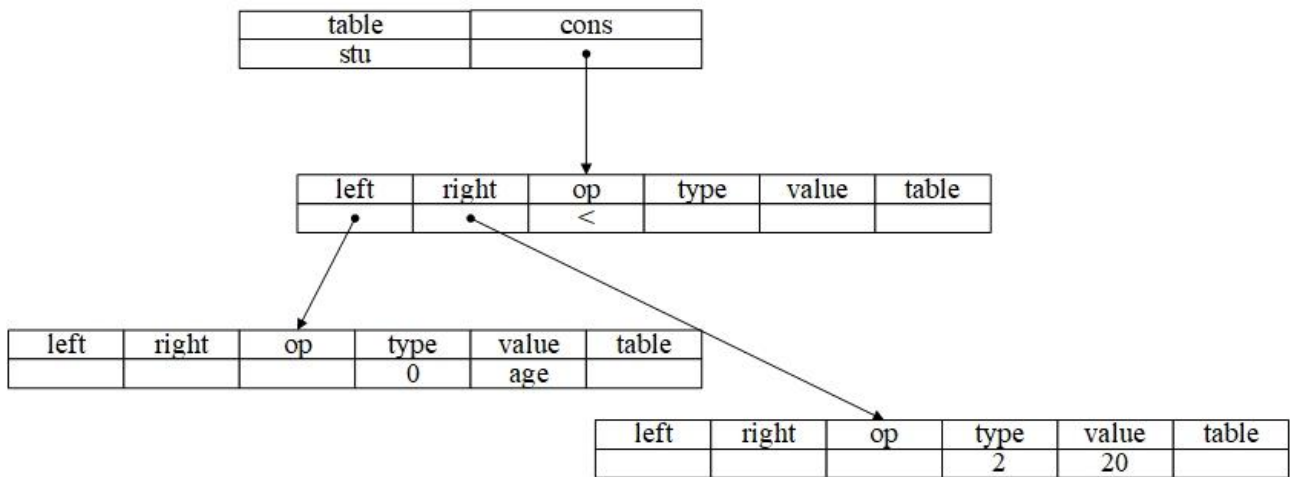 table cons
stu
left right op type value table
<
left right op type value table
0 age
left right op type value table
2 20